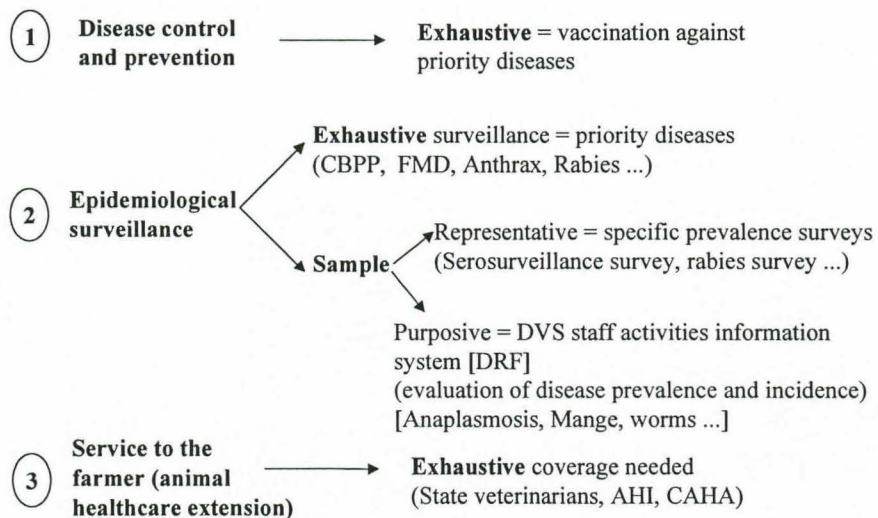 1
Disease control
and prevention
Exhaustive = vaccination against
priority diseases
2
Epidemiological
surveillance
Exhaustive surveillance = priority diseases
(CBPP, FMD, Anthrax, Rabies ...)
Sample
Representative = specific prevalence surveys
(Serosurveillance survey, rabies survey ...)
Purposive = DVS staff activities information
system [DRF]
(evaluation of disease prevalence and incidence)
[Anaplasmosis, Mange, worms ...]
3
Service to the
farmer (animal
healthcare extension)
Exhaustive coverage needed
(State veterinarians, AHI, CAHA)